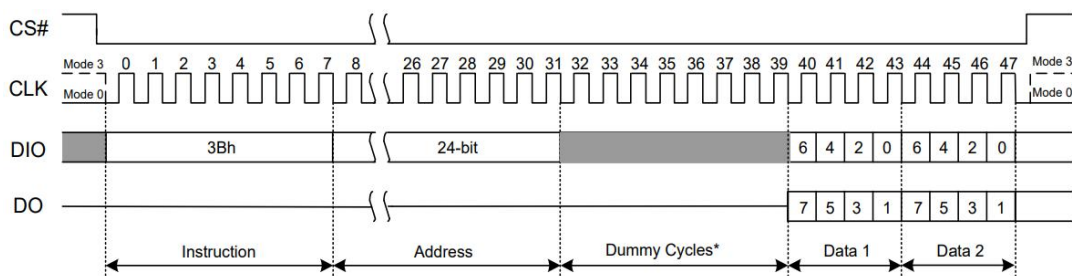 CS#
Mode 3 0 1 2 3 4 5 6 7 8 26 27 28 29 30 31 32 33 34 35 36 37 38 39 40 41 42 43 44 45 46 47 Mode 3
CLK
Mode 0 Mode 0
DIO 3Bh 24-bit 6 4 2 0 6 4 2 0
DO 7 5 3 1 7 5 3 1
Instruction Address Dummy Cycles* Data 1 Data 2